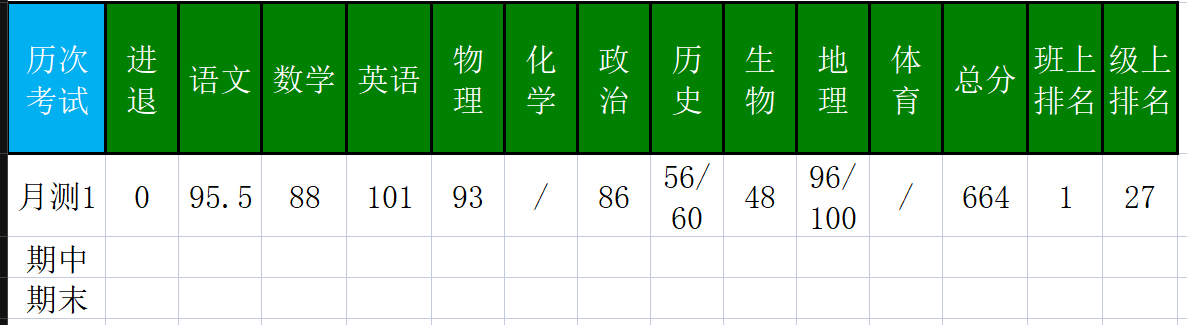 历次考试 进退 语文 数学 英语 物理 化学 政治 历史 生物 地理 体育 总分 班上排名 级上排名
月测1 0 95.5 88 101 93 / 86 56/60 48 96/100 / 664 1 27
期中
期末